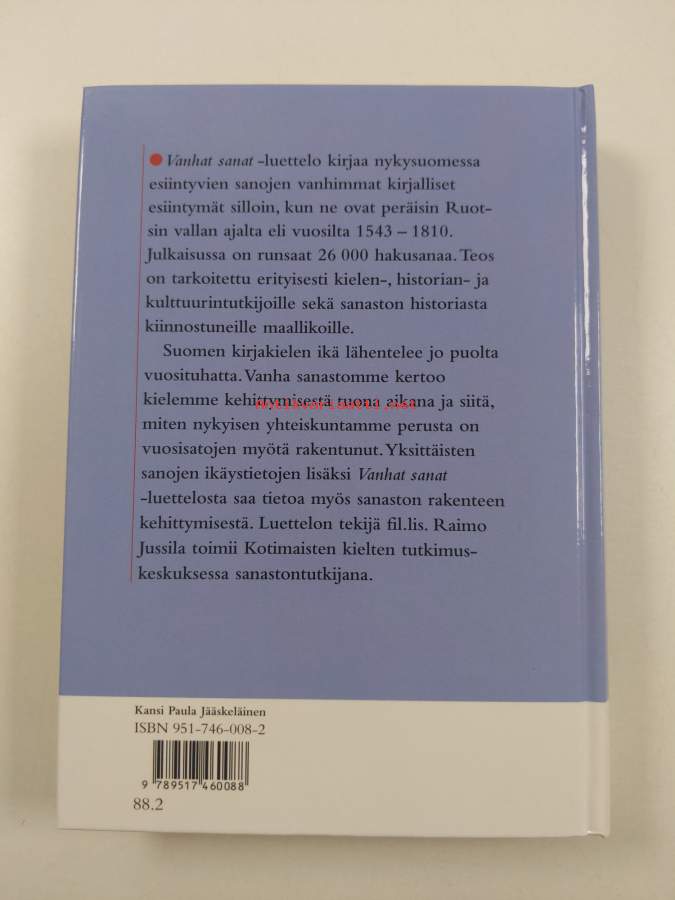 ● Vanhat sanat -luettelo kirjaa nykysuomessa
esiintyvien sanojen vanhimmat kirjalliset
esiintymät silloin, kun ne ovat peräisin Ruot-
sin vallan ajalta eli vuosilta 1543 – 1810.
Julkaisussa on runsaat 26 000 hakusanaa. Teos
on tarkoitettu erityisesti kielen-, historian- ja
kulttuurintutkijoille sekä sanaston historiasta
kiinnostuneille maallikoille.
Suomen kirjakielen ikä lähentelee jo puolta
vuosituhatta. Vanha sanastomme kertoo
kielemme kehittymisestä tuona aikana ja siitä,
miten nykyisen yhteiskuntamme perusta on
vuosisatojen myötä rakentunut. Yksittäisten
sanojen ikäystietojen lisäksi Vanhat sanat
-luettelosta saa tietoa myös sanaston rakenteen
kehittymisestä. Luettelon tekijä fil.lis. Raimo
Jussila toimii Kotimaisten kielten tutkimus-
keskuksessa sanastontutkijana.
Kansi Paula Jääskeläinen
ISBN 951-746-008-2
9 789517 460088
88.2